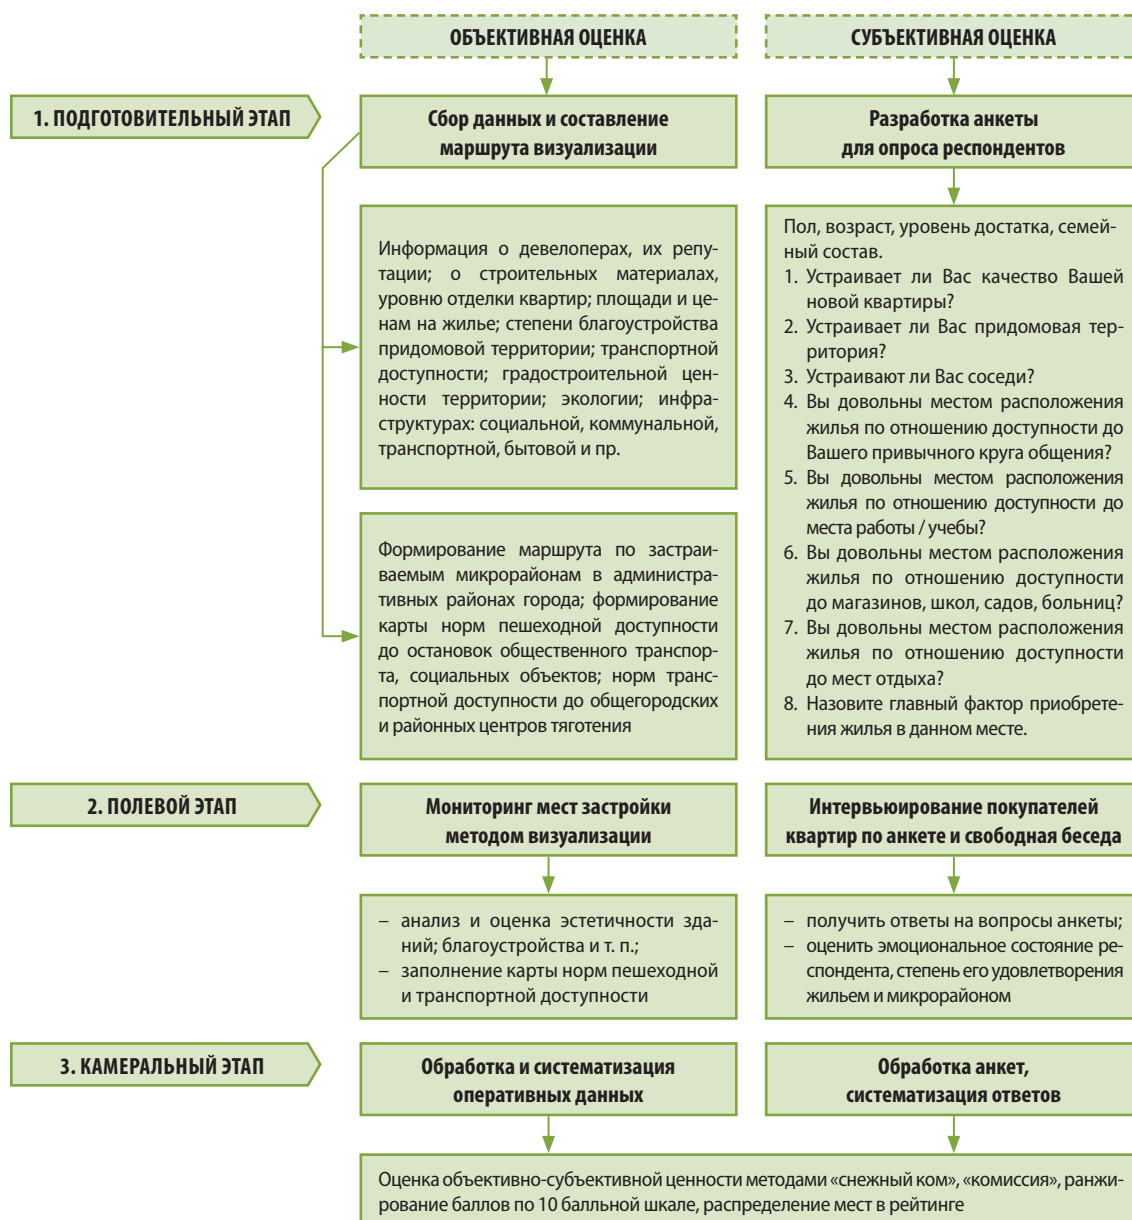 ОБЪЕКТИВНАЯ ОЦЕНКА
СУБЪЕКТИВНАЯ ОЦЕНКА
1. ПОДГОТОВИТЕЛЬНЫЙ ЭТАП
Сбор данных и составление
маршрута визуализации
Разработка анкеты
для опроса респондентов
Информация о девелоперах, их репу-
тации; о строительных материалах,
уровню отделки квартир; площади и це-
нам на жилье; степени благоустройства
придомовой территории; транспортной
доступности; градостроительной цен-
ности территории; экологии; инфра-
структурах: социальной, коммунальной,
транспортной, бытовой и пр.
Формирование маршрута по застраи-
ваемым микрорайонам в администра-
тивных районах города; формирование
карты норм пешеходной доступности
до остановок общественного транспор-
та, социальных объектов; норм транс-
портной доступности до общегородских
и районных центров тяготения
Пол, возраст, уровень достатка, семей-
ный состав.
1. Устраивает ли Вас качество Вашей
новой квартиры?
2. Устраивает ли Вас придомовая тер-
ритория?
3. Устраивают ли Вас соседи?
4. Вы довольны местом расположения
жилья по отношению доступности до
Вашего привычного круга общения?
5. Вы довольны местом расположения
жилья по отношению доступности до
места работы / учебы?
6. Вы довольны местом расположения
жилья по отношению доступности
до магазинов, школ, садов, больниц?
7. Вы довольны местом расположения
жилья по отношению доступности
до мест отдыха?
8. Назовите главный фактор приобрете-
ния жилья в данном месте.
2. ПОЛЕВОЙ ЭТАП
Мониторинг мест застройки
методом визуализации
Интервьюирование покупателей
квартир по анкете и свободная беседа
– анализ и оценка эстетичности зда-
ний; благоустройства и т. п.;
– заполнение карты норм пешеходной
и транспортной доступности
– получить ответы на вопросы анкеты;
– оценить эмоциональное состояние ре-
спондента, степень его удовлетворения
жильем и микрорайоном
3. КАМЕРАЛЬНЫЙ ЭТАП
Обработка и систематизация
оперативных данных
Обработка анкет,
систематизация ответов
Оценка объективно-субъективной ценности методами «снежный ком», «комиссия», ранжи-
рование баллов по 10 балльной шкале, распределение мест в рейтинге